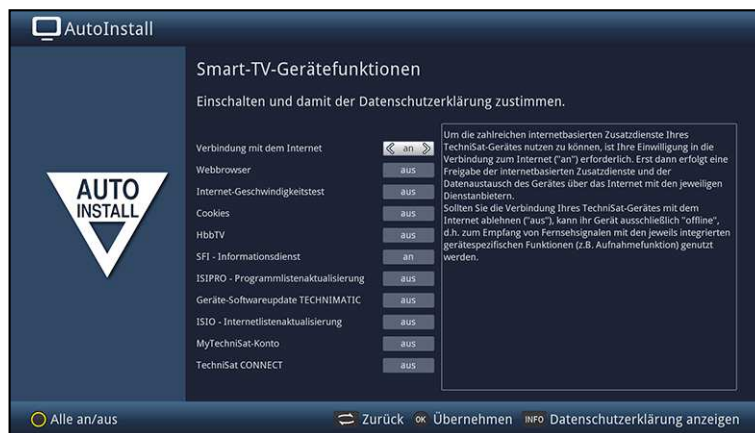 AutoInstall
Smart-TV-Gerätefunktionen
Einschalten und damit der Datenschutzerklärung zustimmen.
AUTO
INSTALL
Verbindung mit dem Internet an
Webbrowser aus
Internet-Geschwindigkeitstest aus
Cookies aus
HbbTV aus
SFI - Informationsdienst an
ISIPRO - Programmlistenaktualisierung aus
Geräte-Softwareupdate TECHNIMATIC aus
ISIO - Internetlistenaktualisierung aus
MyTechniSat-Konto aus
TechniSat CONNECT aus
Um die zahlreichen internetbasierten Zusatzdienste Ihres
TechniSat-Gerätes nutzen zu können, ist Ihre Einwilligung in die
Verbindung zum Internet ("an") erforderlich. Erst dann erfolgt eine
Freigabe der internetbasierten Zusatzdienste und der
Datenaustausch des Gerätes über das Internet mit den jeweiligen
Dienstanbietern.
Sollten Sie die Verbindung Ihres TechniSat-Gerätes mit dem
Internet ablehnen ("aus"), kann ihr Gerät ausschließlich "offline",
d.h. zum Empfang von Fernsehsignalen mit den jeweils integrierten
gerätespezifischen Funktionen (z.B. Aufnahmefunktion) genutzt
werden.
Alle an/aus
Zurück OK Übernehmen INFO Datenschutzerklärung anzeigen